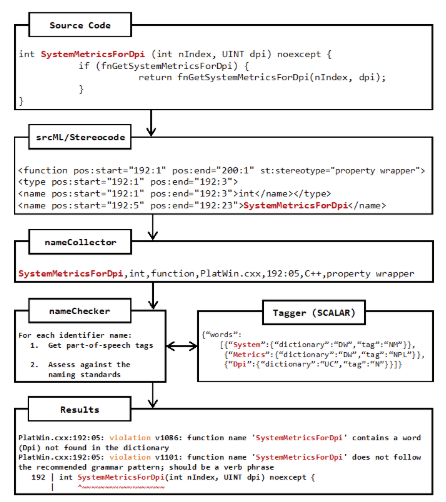 Source Code
int SystemMetricsForDpi (int nIndex, UINT dpi) noexcept {
if (fnGetSystemMetricsForDpi) {
return fnGetSystemMetricsForDpi(nIndex, dpi);
}
}
srcML/Stereocode
<function pos:start="192:1" pos:end="200:1" st:stereotype="property wrapper">
<type pos:start="192:1" pos:end="192:3">
<name pos:start="192:1" pos:end="192:3">int</name></type>
<name pos:start="192:5" pos:end="192:23">SystemMetricsForDpi</name>
nameCollector
SystemMetricsForDpi,int,function,PlatWin.cxx,192:05,C++,property wrapper
nameChecker
For each identifier name:
1. Get part-of-speech tags
2. Assess against the
naming standards
Tagger (SCALAR)
{"words":
[{"System":{"dictionary":"DW","tag":"NM"}},
{"Metrics":{"dictionary":"DW","tag":"NPL"}},
{"Dpi":{"dictionary":"UC","tag":"N"}}]}
Results
PlatWin.cxx:192:05: violation v1086: function name 'SystemMetricsForDpi' contains a word
(Dpi) not found in the dictionary
PlatWin.cxx:192:05: violation v1101: function name 'SystemMetricsForDpi' does not follow
the recommended grammar pattern; should be a verb phrase
192 | int SystemMetricsForDpi(int nIndex, UINT dpi) noexcept {
| ^~~~~~~~~~~~~~~~~~~